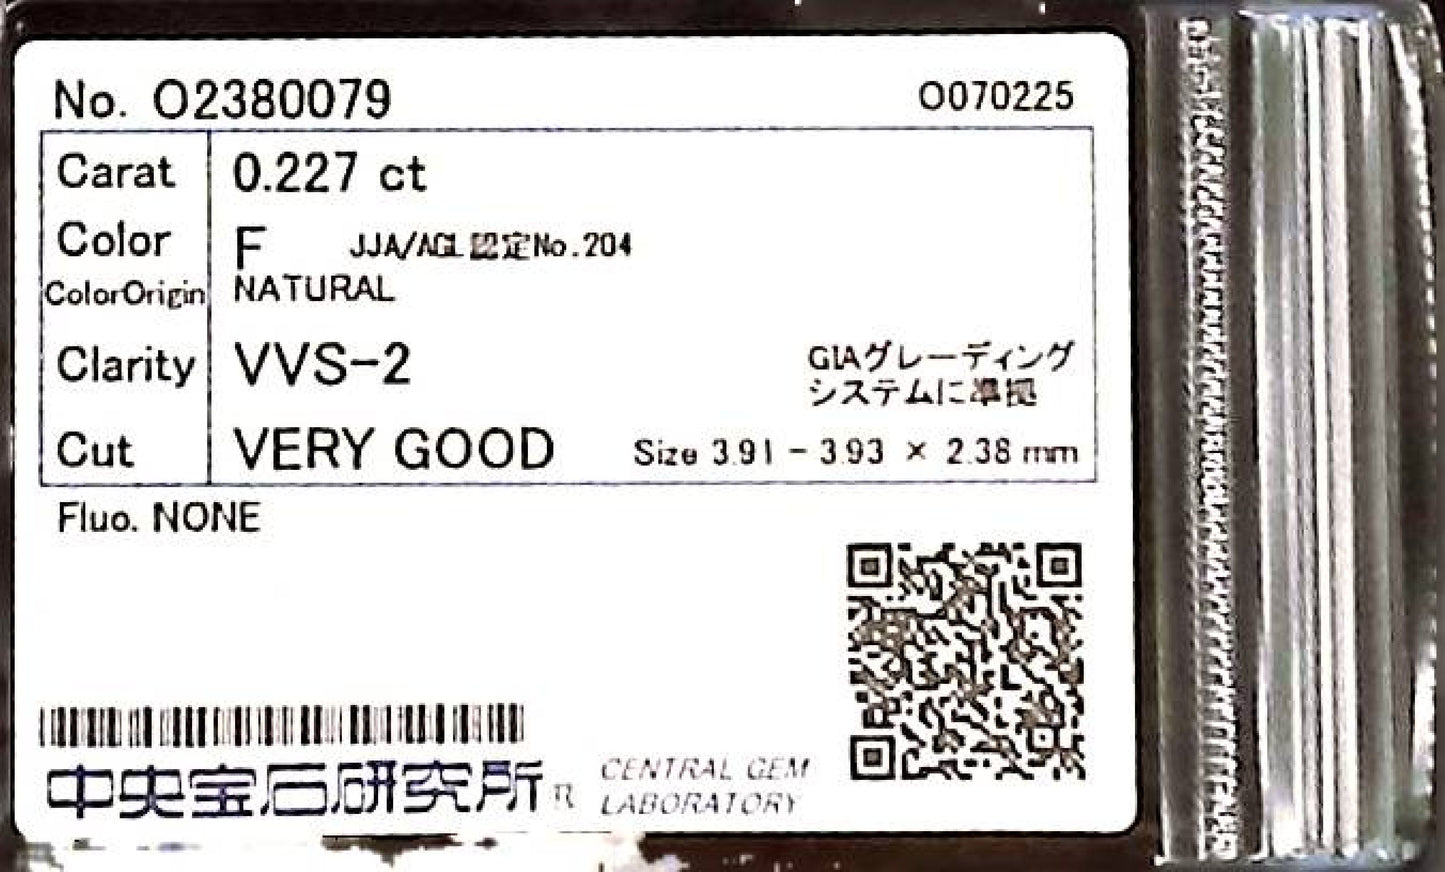 No. O2380079 O070225
Carat 0.227 ct
Color F JJA/AGL認定No.204
ColorOrigin NATURAL
Clarity VVS-2 GIAグレーディング
システムに準拠
Cut VERY GOOD Size 3.91 - 3.93 × 2.38 mm
Fluo. NONE
中央宝石研究所® CENTRAL GEM
LABORATORY